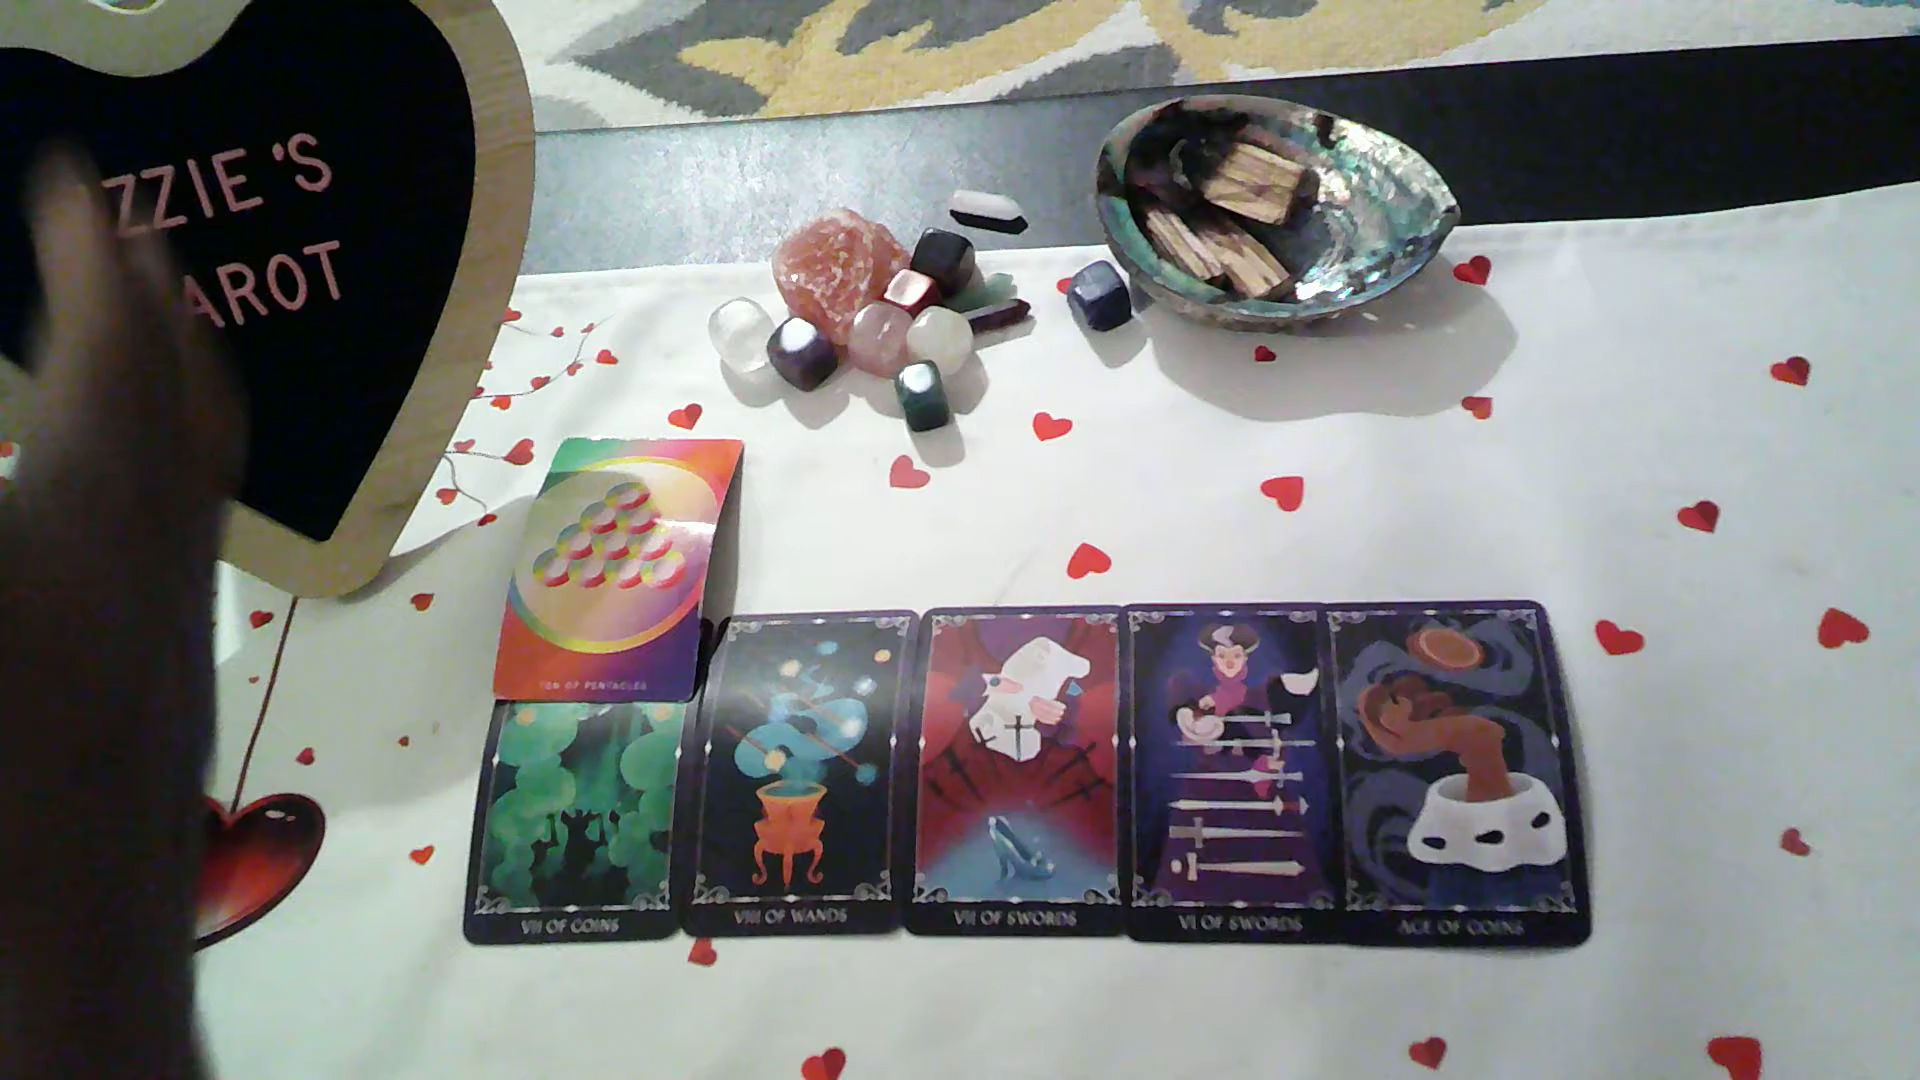 ZZIE'S
AROT
TEN OF PENTACLES
VII OF COINS
VIII OF WANDS
VII OF SWORDS
VI OF SWORDS
ACE OF COINS